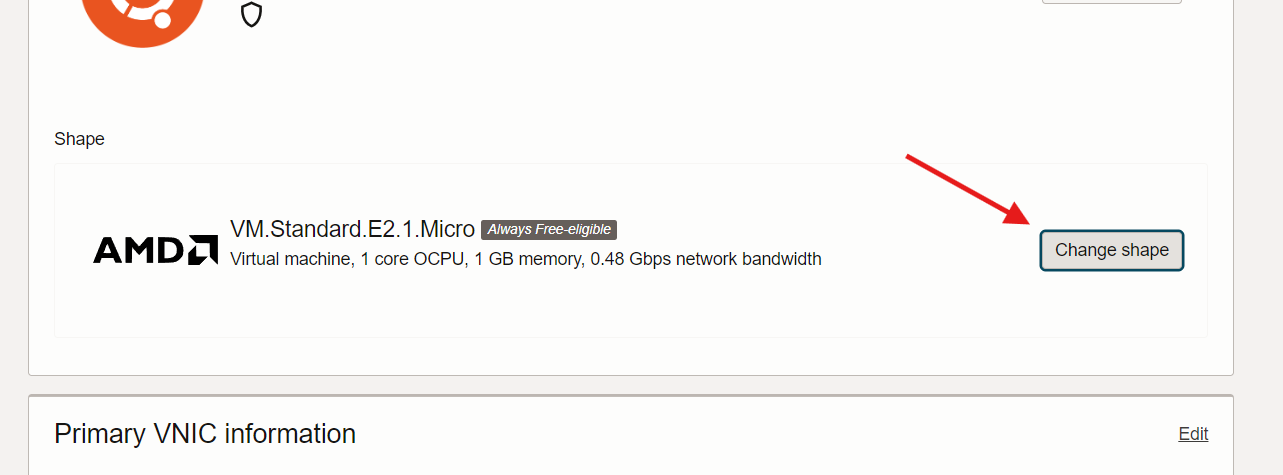 Shape
AMD
VM.Standard.E2.1.Micro Always Free-eligible
Virtual machine, 1 core OCPU, 1 GB memory, 0.48 Gbps network bandwidth
Change shape
Primary VNIC information
Edit